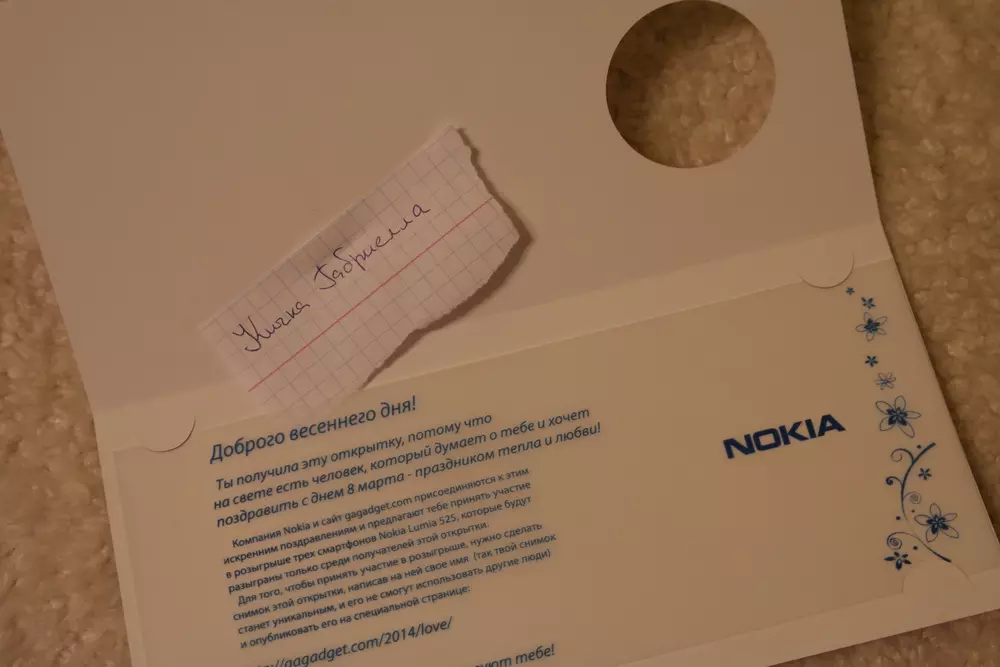 Кичка Габриелла
Доброго весеннего дня!
Ты получила эту открытку, потому что
на свете есть человек, который думает о тебе и хочет
поздравить с днем 8 марта - праздником тепла и любви!
NOKIA
Компания Nokia и сайт gagadget.com присоединяются к этим
искренним поздравлениям и предлагают тебе принять участие
в розыгрыше трех смартфонов Nokia Lumia 525, которые будут
разыграны только среди получателей этой открытки.
Для того, чтобы принять участие в розыгрыше, нужно сделать
снимок этой открытки, написав на ней свое имя. (так твой снимок
станет уникальным, и его не смогут использовать другие люди)
и опубликовать его на специальной странице:
gagadget.com/2014/love/
тебе!